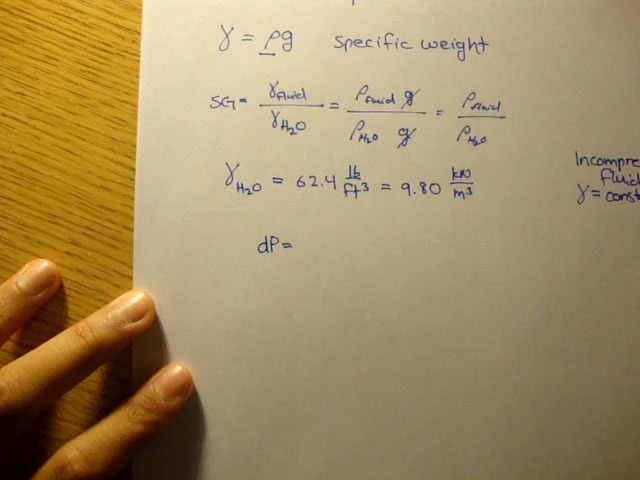 γ = ρg specific weight
SG = γfluid / γH₂O = ρfluid g / ρH₂O g = ρfluid / ρH₂O
γH₂O = 62.4 lb/ft³ = 9.80 kN/m³
Incompre
fluid
γ = const
dP =